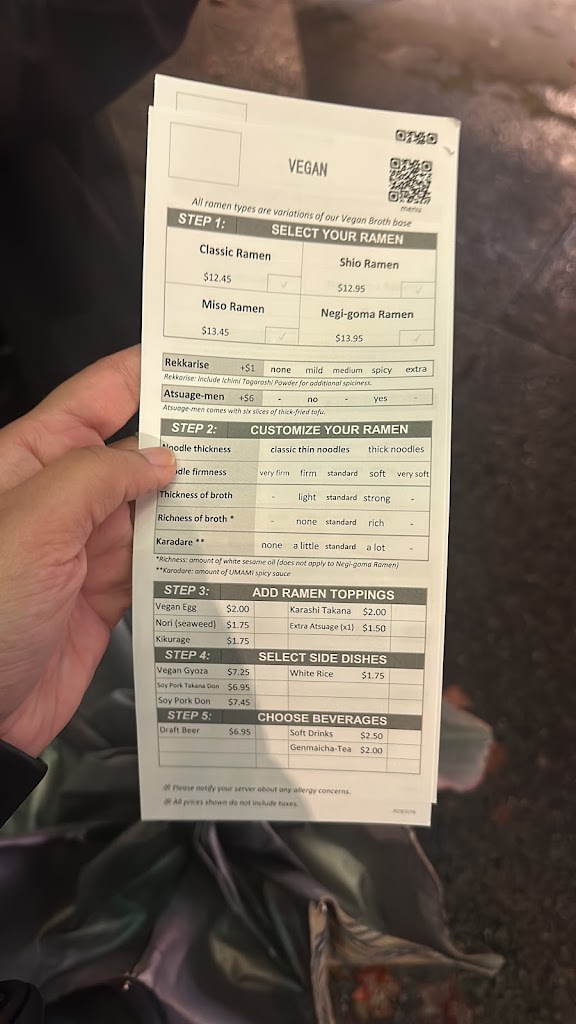 VEGAN
menu
All ramen types are variations of our Vegan Broth base
STEP 1: SELECT YOUR RAMEN
Classic Ramen Shio Ramen
$12.45 $12.95
Miso Ramen Negi-goma Ramen
$13.45 $13.95
Rekkarise +$1 none mild medium spicy extra
Rekkarise: Include Ichimi Togarashi Powder for additional spiciness.
Atsuage-men +$6 - no - yes -
Atsuage-men comes with six slices of thick-fried tofu.
STEP 2: CUSTOMIZE YOUR RAMEN
Noodle thickness classic thin noodles thick noodles
dle firmness very firm firm standard soft very soft
Thickness of broth - light standard strong -
Richness of broth * - none standard rich
Karadare ** none a little standard a lot -
*Richness: amount of white sesame oil (does not apply to Negi-goma Ramen)
**Karadare: amount of UMAMI spicy sauce
STEP 3: ADD RAMEN TOPPINGS
Vegan Egg $2.00 Karashi Takana $2.00
Nori (seaweed) $1.75 Extra Atsuage (x1) $1.50
Kikurage $1.75
STEP 4: SELECT SIDE DISHES
Vegan Gyoza $7.25 White Rice $1.75
Soy Pork Takana Don $6.95
Soy Pork Don $7.45
STEP 5: CHOOSE BEVERAGES
Draft Beer $6.95 Soft Drinks $2.50
Genmaicha-Tea $2.00
※ Please notify your server about any allergy concerns.
※ All prices shown do not include taxes.